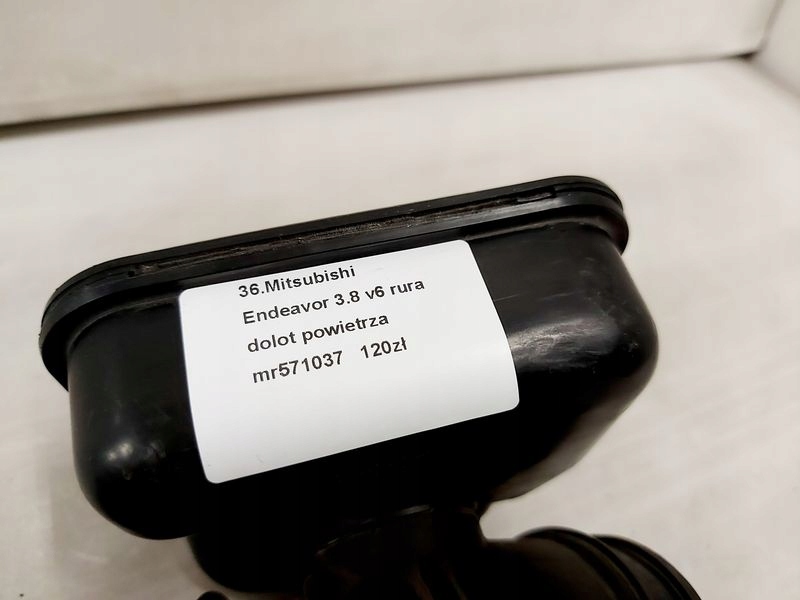 36.Mitsubishi
Endeavor 3.8 v6 rura
dolot powietrza
mr571037 120zł